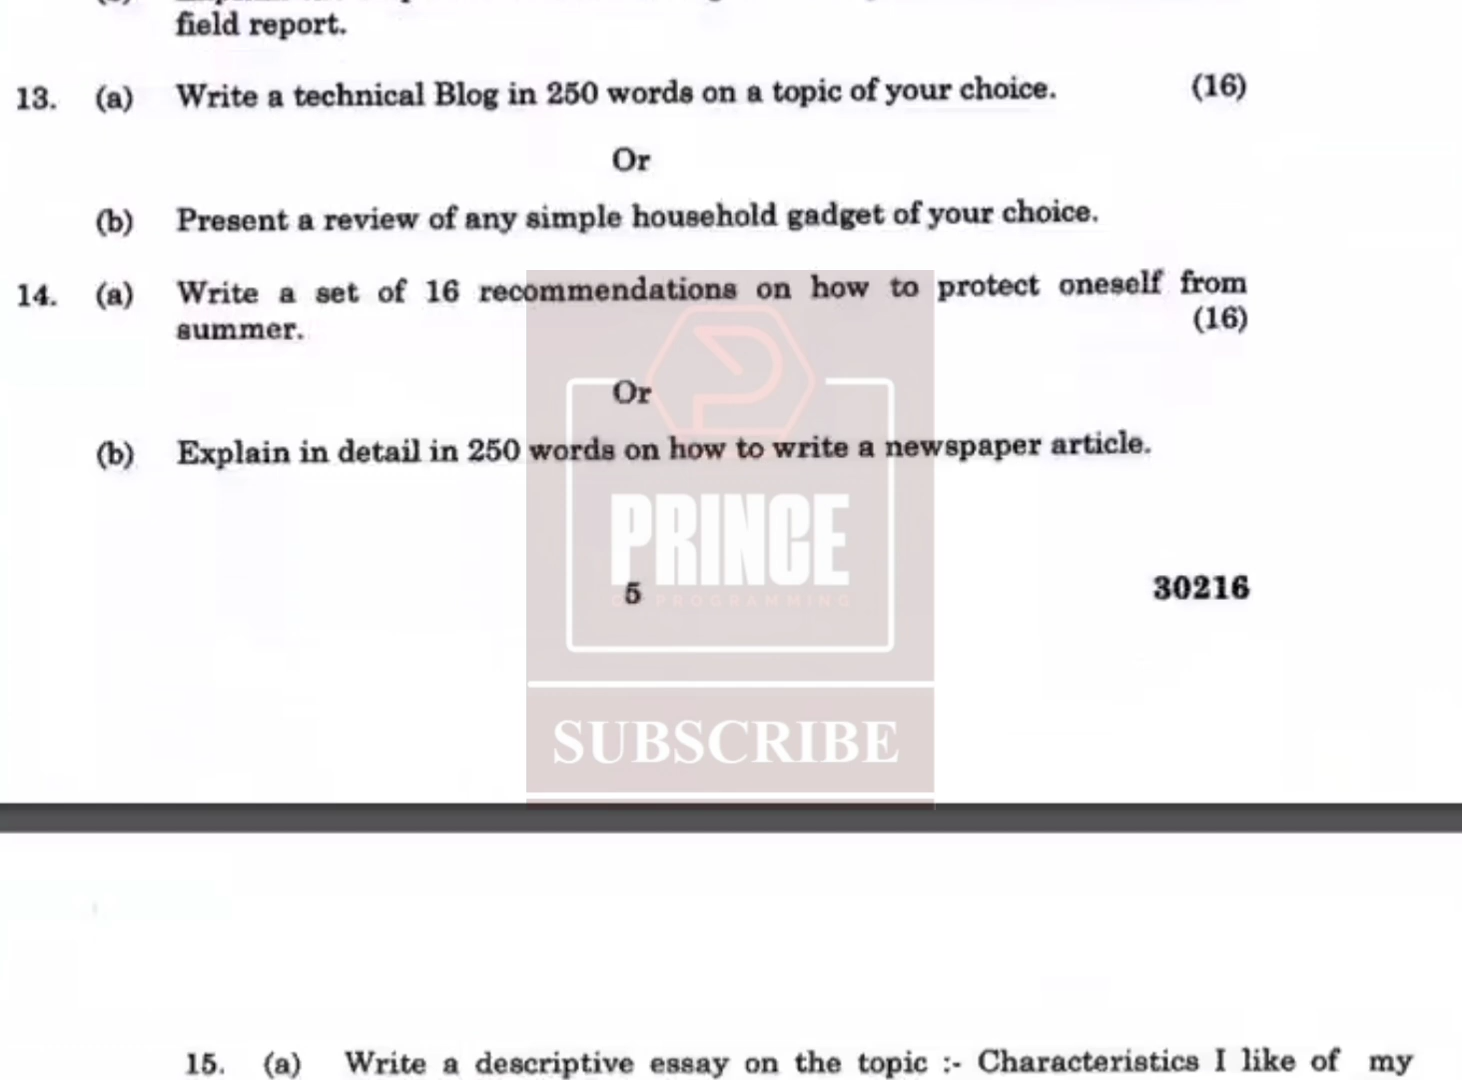 field report.
13. (a) Write a technical Blog in 250 words on a topic of your choice. (16)
Or
(b) Present a review of any simple household gadget of your choice.
14. (a) Write a set of 16 recommendations on how to protect oneself from
summer. (16)
Or
(b) Explain in detail in 250 words on how to write a newspaper article.
PRINCE
PROGRAMMING
5 30216
SUBSCRIBE
15. (a) Write a descriptive essay on the topic :- Characteristics I like of my